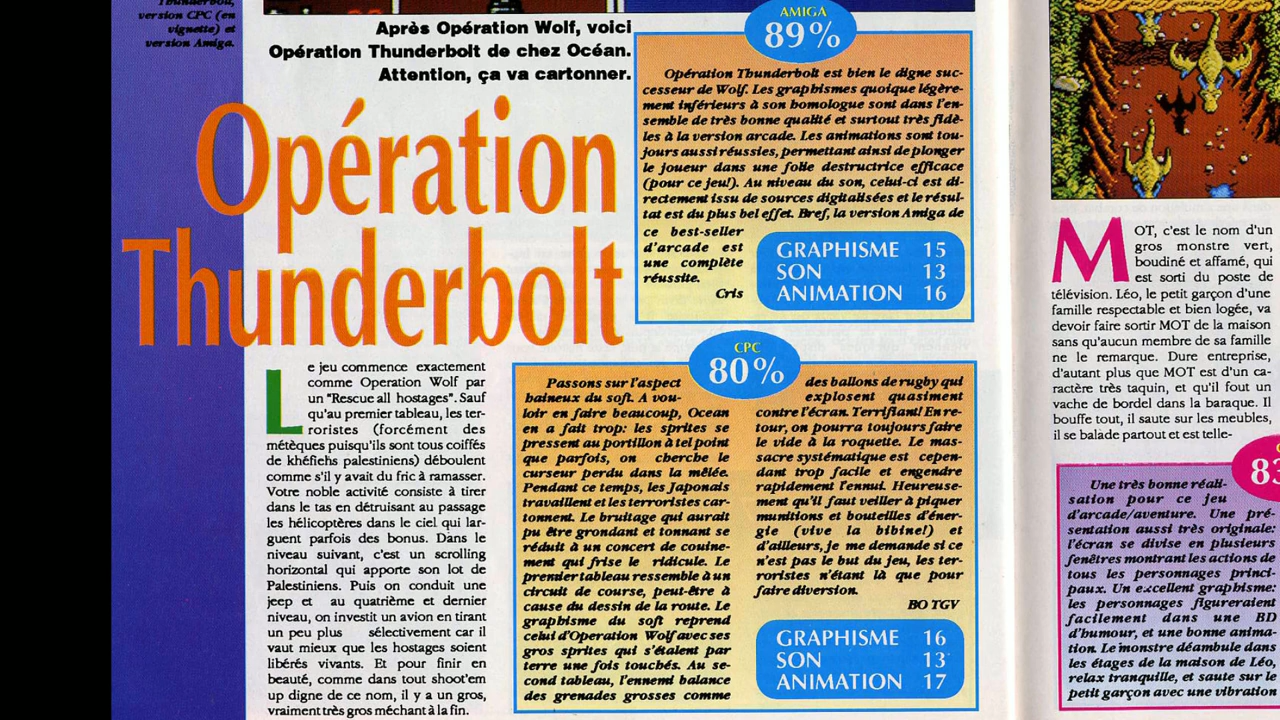 Thunderbolt,
version CPC (en
vignette) et
version Amiga.
Après Opération Wolf, voici
Opération Thunderbolt de chez Océan.
Attention, ça va cartonner.
Opération
Thunderbolt
Le jeu commence exactement
comme Operation Wolf par
un "Rescue all hostages". Sauf
qu'au premier tableau, les ter-
roristes (forcément des
métèques puisqu'ils sont tous coiffés
de khéfiehs palestiniens) déboulent
comme s'il y avait du fric à ramasser.
Votre noble activité consiste à tirer
dans le tas en détruisant au passage
les hélicoptères dans le ciel qui lar-
guent parfois des bonus. Dans le
niveau suivant, c'est un scrolling
horizontal qui apporte son lot de
Palestiniens. Puis on conduit une
jeep et au quatrième et dernier
niveau, on investit un avion en tirant
un peu plus sélectivement car il
vaut mieux que les hostages soient
libérés vivants. Et pour finir en
beauté, comme dans tout shoot'em
up digne de ce nom, il y a un gros,
vraiment très gros méchant à la fin.
AMIGA
89%
Opération Thunderbolt est bien le digne suc-
cesseur de Wolf. Les graphismes quoique légère-
ment inférieurs à son homologue sont dans l'en-
semble de très bonne qualité et surtout très fidè-
les à la version arcade. Les animations sont tou-
jours aussi réussies, permettant ainsi de plonger
le joueur dans une folie destructrice efficace
(pour ce jeu!). Au niveau du son, celui-ci est di-
rectement issu de sources digitalisées et le résul-
tat est du plus bel effet. Bref, la version Amiga de
ce best-seller
d'arcade est
une complète
réussite.
Cris
GRAPHISME 15
SON 13
ANIMATION 16
CPC
80%
Passons sur l'aspect
haineux du soft. A vou-
loir en faire beaucoup, Ocean
en a fait trop: les sprites se
pressent au portillon à tel point
que parfois, on cherche le
curseur perdu dans la mêlée.
Pendant ce temps, les Japonais
travaillent et les terroristes car-
tonnent. Le bruitage qui aurait
pu être grondant et tonnant se
réduit à un concert de couine-
ment qui frise le ridicule. Le
premier tableau ressemble à un
circuit de course, peut-être à
cause du dessin de la route. Le
graphisme du soft reprend
celui d'Operation Wolf avec ses
gros sprites qui s'étalent par
terre une fois touchés. Au se-
cond tableau, l'ennemi balance
des grenades grosses comme
des ballons de rugby qui
explosent quasiment
contre l'écran. Terrifiant! En re-
tour, on pourra toujours faire
le vide à la roquette. Le mas-
sacre systématique est cepen-
dant trop facile et engendre
rapidement l'ennui. Heureuse-
ment qu'il faut veiller à piquer
munitions et bouteilles d'éner-
gie (vive la bibine!) et
d'ailleurs, je me demande si ce
n'est pas le but du jeu, les ter-
roristes n'étant là que pour
faire diversion.
BO TGV
GRAPHISME 16
SON 13
ANIMATION 17
MOT, c'est le nom d'un
gros monstre vert,
boudiné et affamé, qui
est sorti du poste de
télévision. Léo, le petit garçon d'une
famille respectable et bien logée, va
devoir faire sortir MOT de la maison
sans qu'aucun membre de sa famille
ne le remarque. Dure entreprise,
d'autant plus que MOT est d'un ca-
ractère très taquin, et qu'il fout un
vache de bordel dans la baraque. Il
bouffe tout, il saute sur les meubles,
il se balade partout et est telle-
83
Une très bonne réali-
sation pour ce jeu
d'arcade/aventure. Une pré-
sentation aussi très originale:
l'écran se divise en plusieurs
fenêtres montrant les actions de
tous les personnages princi-
paux. Un excellent graphisme:
les personnages figureraient
facilement dans une BD
d'humour, et une bonne anima-
tion. Le monstre déambule dans
les étages de la maison de Léo,
relax tranquille, et saute sur le
petit garçon avec une vibration